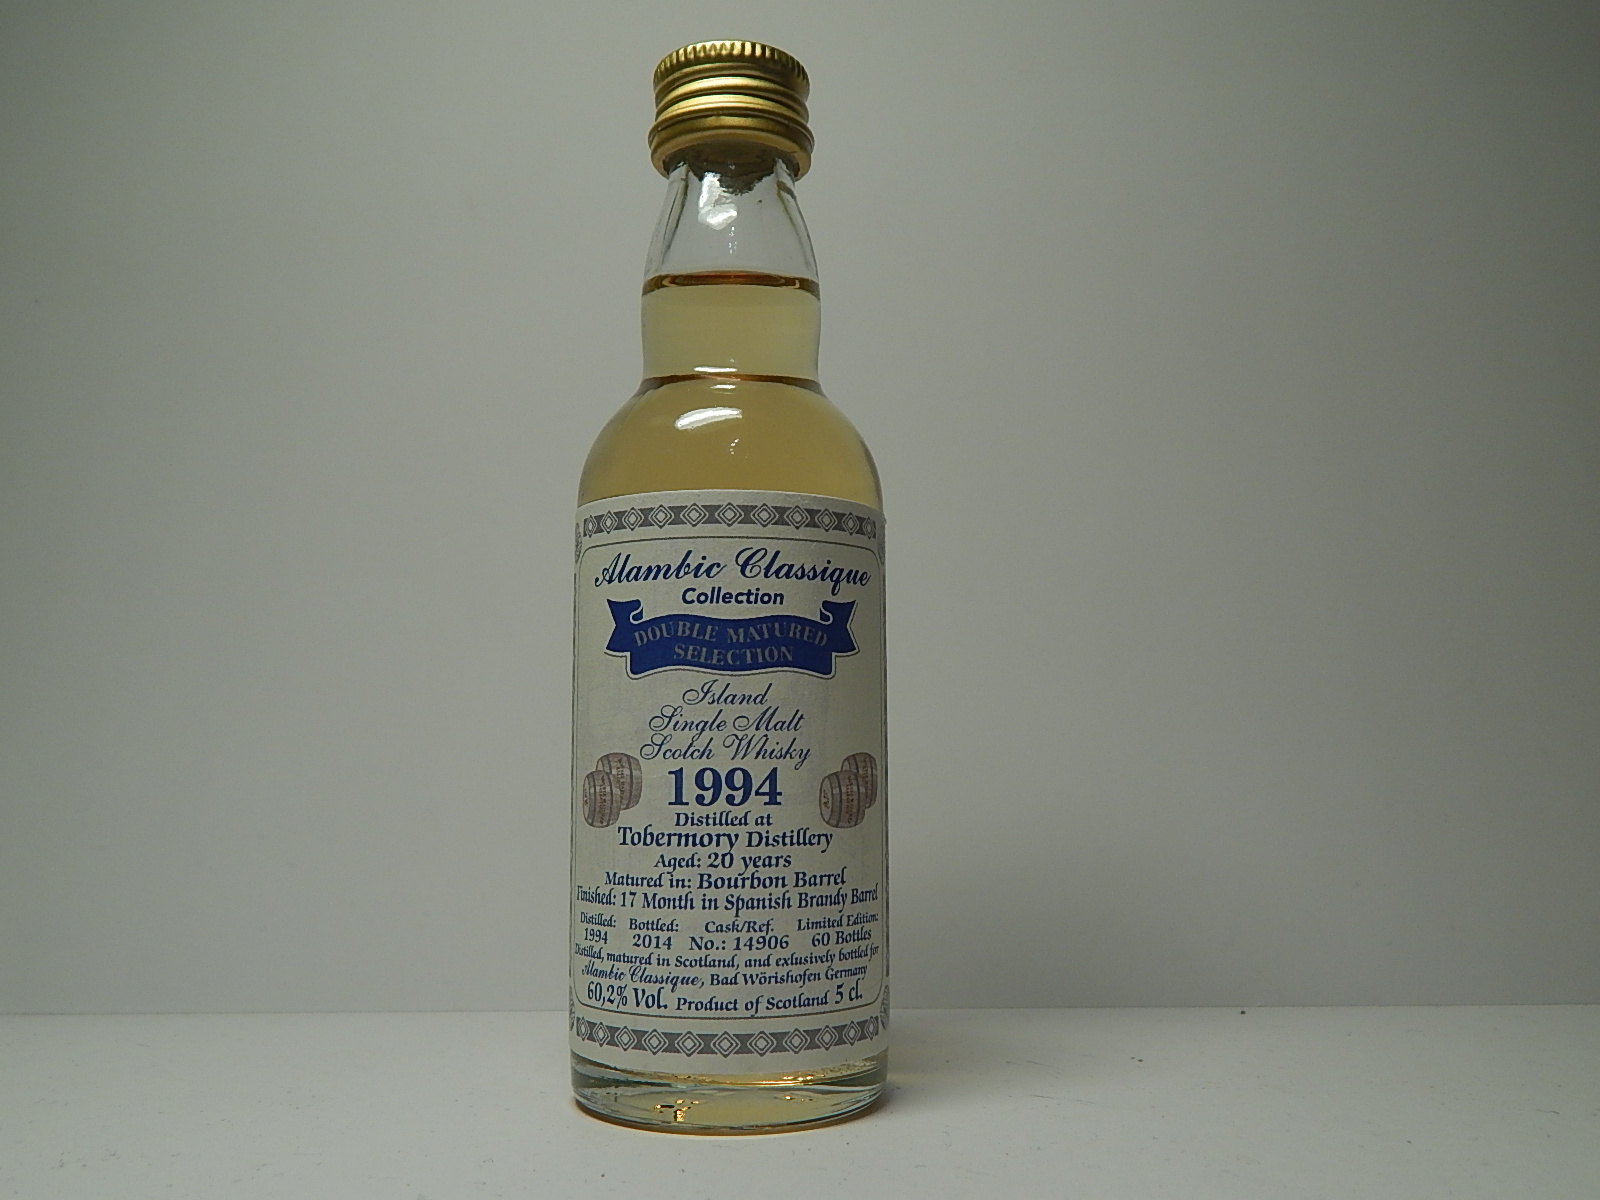 Alambic Classique
Collection
DOUBLE MATURED
SELECTION
Island
Single Malt
Scotch Whisky
1994
Distilled at
Tobermory Distillery
Aged: 20 years
Matured in: Bourbon Barrel
Finished: 17 Month in Spanish Brandy Barrel
Distilled: Bottled: Cask/Ref. Limited Edition:
1994 2014 No.: 14906 60 Bottles
Distilled, matured in Scotland, and exlusively bottled for
Alambic Classique, Bad Wörishofen Germany
60,2% Vol. Product of Scotland 5 cl.